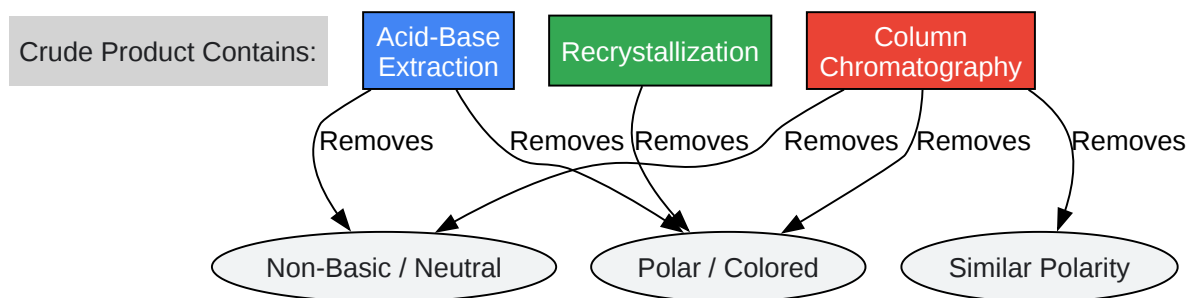 Crude Product Contains:
Acid-Base
Extraction
Recrystallization
Column
Chromatography
Removes
Removes
Removes
Removes
Removes
Removes
Non-Basic / Neutral
Polar / Colored
Similar Polarity